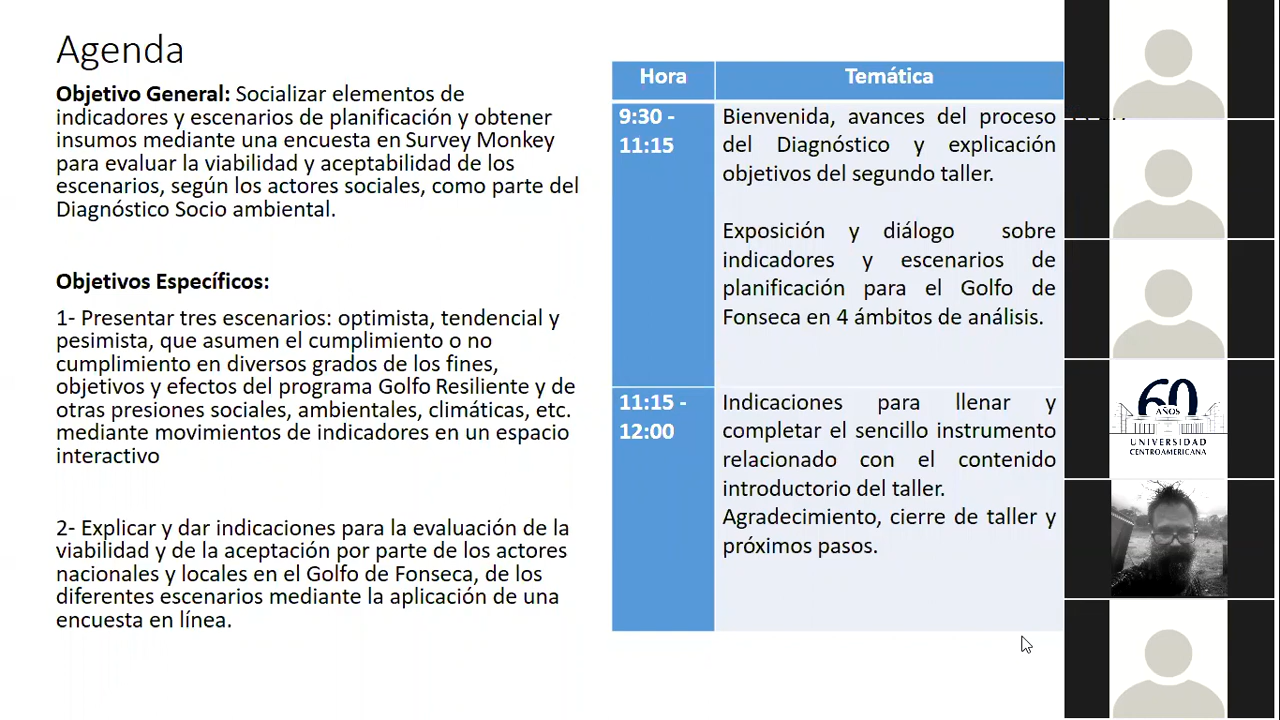 Agenda
Objetivo General: Socializar elementos de
indicadores y escenarios de planificación y obtener
insumos mediante una encuesta en Survey Monkey
para evaluar la viabilidad y aceptabilidad de los
escenarios, según los actores sociales, como parte del
Diagnóstico Socio ambiental.
Objetivos Específicos:
1- Presentar tres escenarios: optimista, tendencial y
pesimista, que asumen el cumplimiento o no
cumplimiento en diversos grados de los fines,
objetivos y efectos del programa Golfo Resiliente y de
otras presiones sociales, ambientales, climáticas, etc.
mediante movimientos de indicadores en un espacio
interactivo
2- Explicar y dar indicaciones para la evaluación de la
viabilidad y de la aceptación por parte de los actores
nacionales y locales en el Golfo de Fonseca, de los
diferentes escenarios mediante la aplicación de una
encuesta en línea.
Hora
Temática
9:30 -
11:15
Bienvenida, avances del proceso
del Diagnóstico y explicación
objetivos del segundo taller.
Exposición y diálogo sobre
indicadores y escenarios de
planificación para el Golfo de
Fonseca en 4 ámbitos de análisis.
11:15 -
12:00
Indicaciones para llenar y
completar el sencillo instrumento
relacionado con el contenido
introductorio del taller.
Agradecimiento, cierre de taller y
próximos pasos.
60
AÑOS
UNIVERSIDAD
CENTROAMERICANA